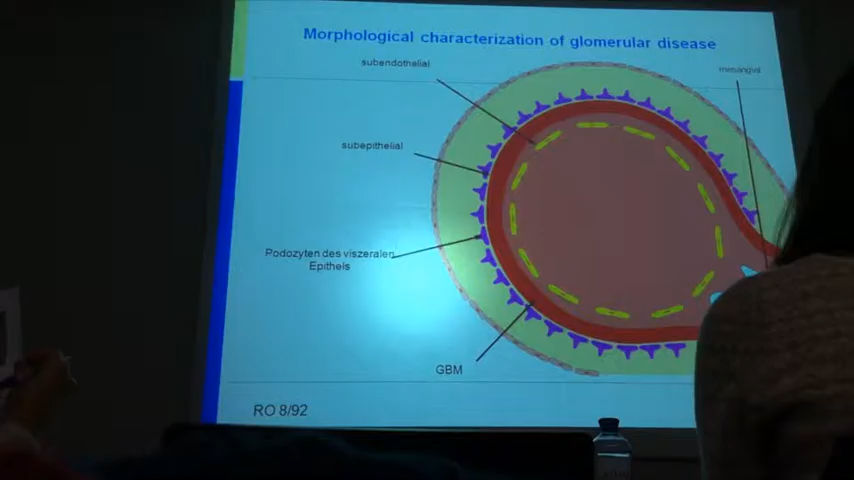 Morphological characterization of glomerular disease
subendothelial
mesangial
subepithelial
Podozyten des viszeralen
Epithels
GBM
RO 8/92